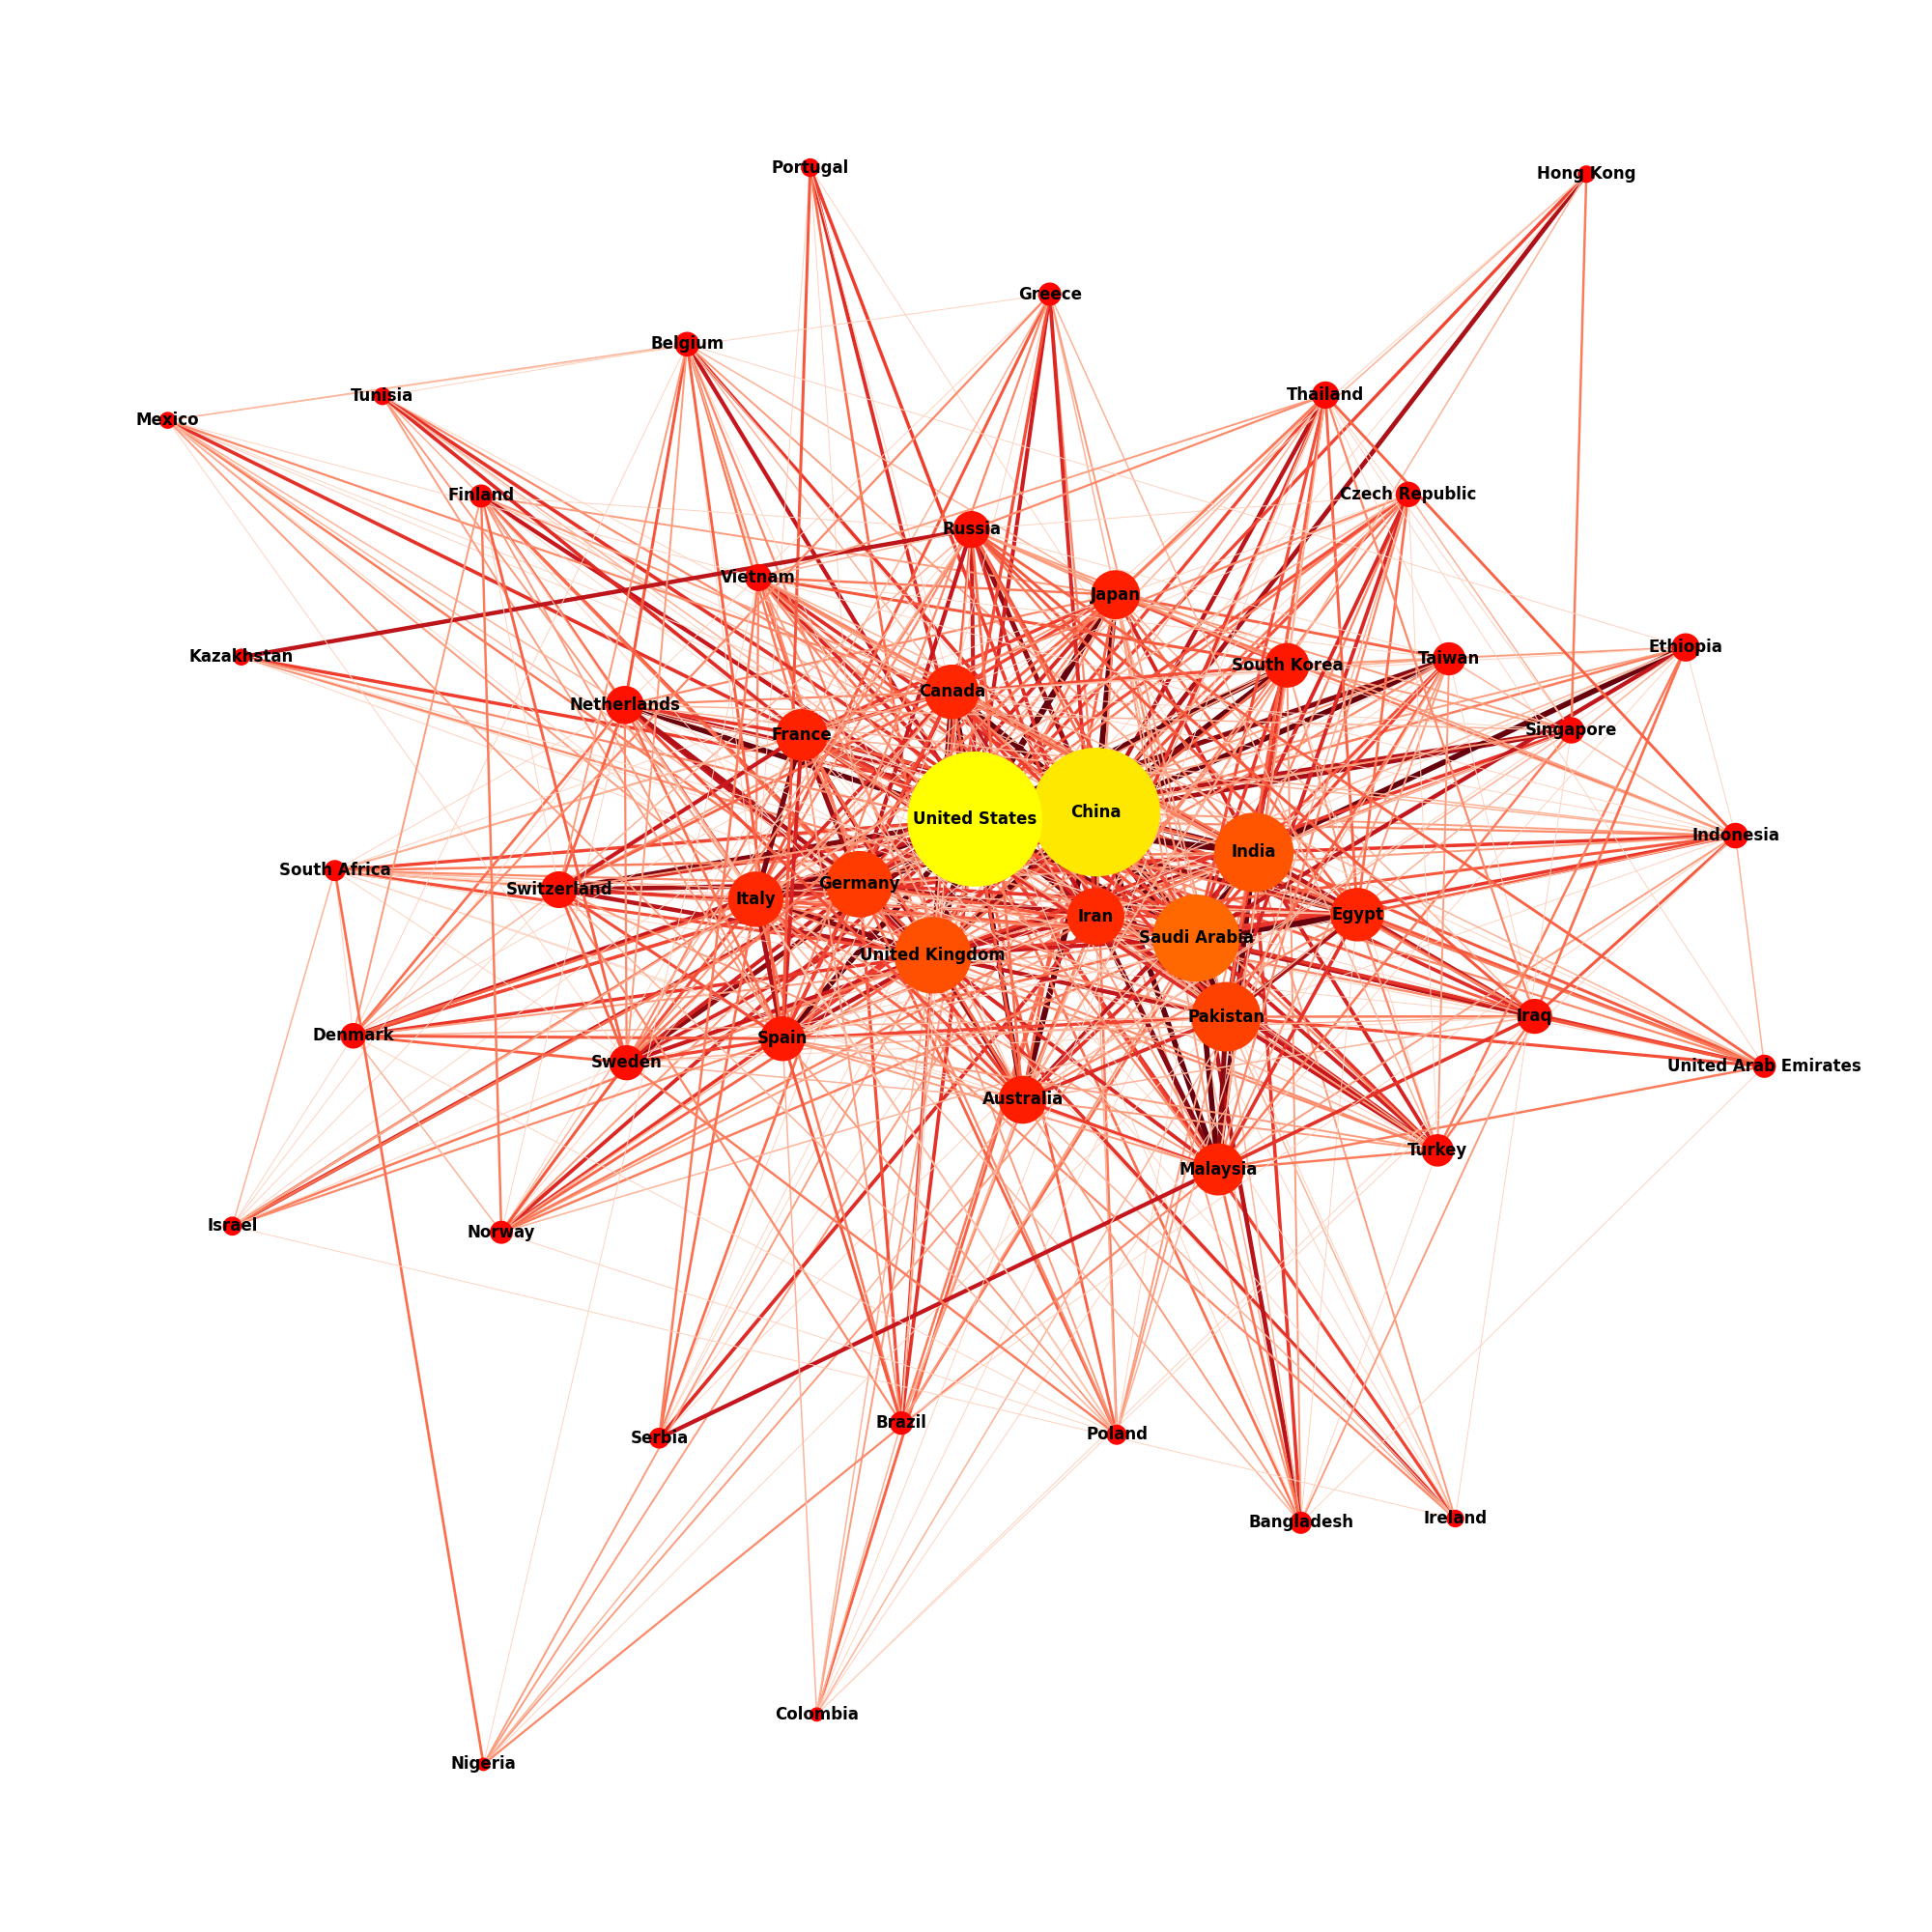 Portugal
Hong Kong
Greece
Belgium
Tunisia
Thailand
Mexico
Finland
Czech Republic
Russia
Vietnam
Japan
Kazakhstan
South Korea
Taiwan
Ethiopia
Netherlands
Canada
France
Singapore
United States
China
Indonesia
South Africa
Switzerland
Germany
India
Italy
Iran
Egypt
Saudi Arabia
United Kingdom
Pakistan
Iraq
Denmark
Spain
Sweden
United Arab Emirates
Australia
Turkey
Malaysia
Israel
Norway
Brazil
Serbia
Poland
Bangladesh
Ireland
Colombia
Nigeria